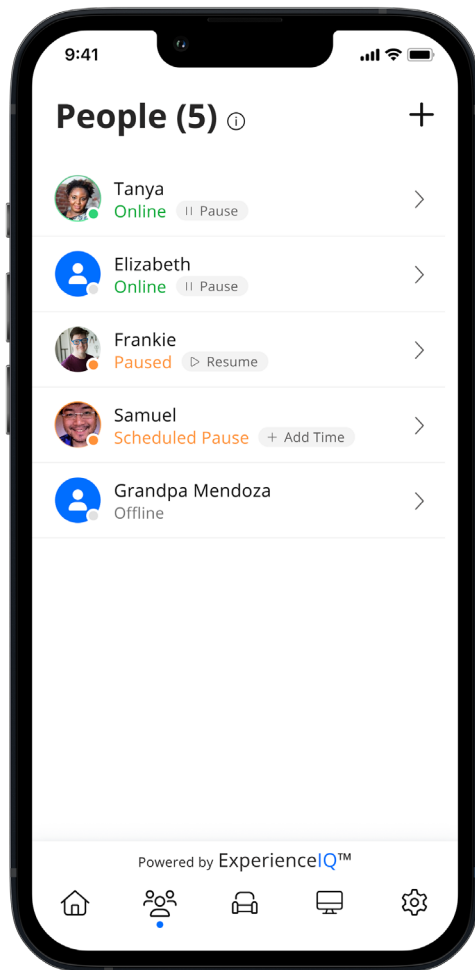 9:41
People (5)
Tanya
Online Pause
Elizabeth
Online Pause
Frankie
Paused Resume
Samuel
Scheduled Pause + Add Time
Grandpa Mendoza
Offline
Powered by ExperienceIQ™